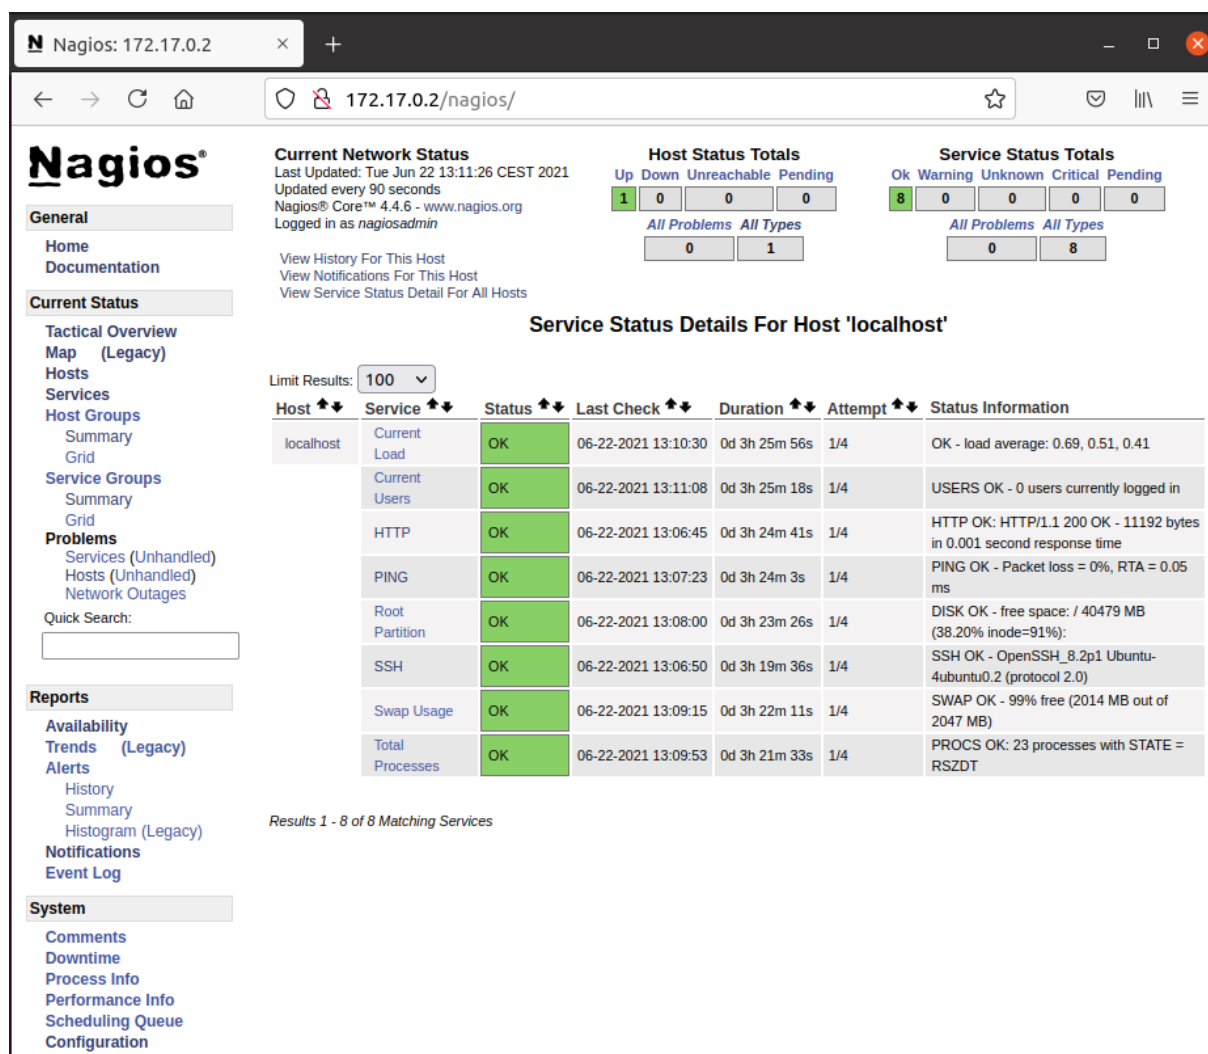 Nagios: 172.17.0.2
172.17.0.2/nagios/
Nagios®
General
Home
Documentation
Current Status
Tactical Overview
Map (Legacy)
Hosts
Services
Host Groups
Summary
Grid
Service Groups
Summary
Grid
Problems
Services (Unhandled)
Hosts (Unhandled)
Network Outages
Quick Search:
Reports
Availability
Trends (Legacy)
Alerts
History
Summary
Histogram (Legacy)
Notifications
Event Log
System
Comments
Downtime
Process Info
Performance Info
Scheduling Queue
Configuration
Current Network Status
Last Updated: Tue Jun 22 13:11:26 CEST 2021
Updated every 90 seconds
Nagios® Core™ 4.4.6 - www.nagios.org
Logged in as nagiosadmin
View History For This Host
View Notifications For This Host
View Service Status Detail For All Hosts
Host Status Totals
Up Down Unreachable Pending
1 0 0 0
All Problems All Types
0 1
Service Status Totals
Ok Warning Unknown Critical Pending
8 0 0 0 0
All Problems All Types
0 8
Service Status Details For Host 'localhost'
Limit Results: 100
Host Service Status Last Check Duration Attempt Status Information
localhost Current Load OK 06-22-2021 13:10:30 0d 3h 25m 56s 1/4 OK - load average: 0.69, 0.51, 0.41
Current Users OK 06-22-2021 13:11:08 0d 3h 25m 18s 1/4 USERS OK - 0 users currently logged in
HTTP OK 06-22-2021 13:06:45 0d 3h 24m 41s 1/4 HTTP OK: HTTP/1.1 200 OK - 11192 bytes in 0.001 second response time
PING OK 06-22-2021 13:07:23 0d 3h 24m 3s 1/4 PING OK - Packet loss = 0%, RTA = 0.05 ms
Root Partition OK 06-22-2021 13:08:00 0d 3h 23m 26s 1/4 DISK OK - free space: / 40479 MB (38.20% inode=91%):
SSH OK 06-22-2021 13:06:50 0d 3h 19m 36s 1/4 SSH OK - OpenSSH_8.2p1 Ubuntu-4ubuntu0.2 (protocol 2.0)
Swap Usage OK 06-22-2021 13:09:15 0d 3h 22m 11s 1/4 SWAP OK - 99% free (2014 MB out of 2047 MB)
Total Processes OK 06-22-2021 13:09:53 0d 3h 21m 33s 1/4 PROCS OK: 23 processes with STATE = RSZDT
Results 1 - 8 of 8 Matching Services